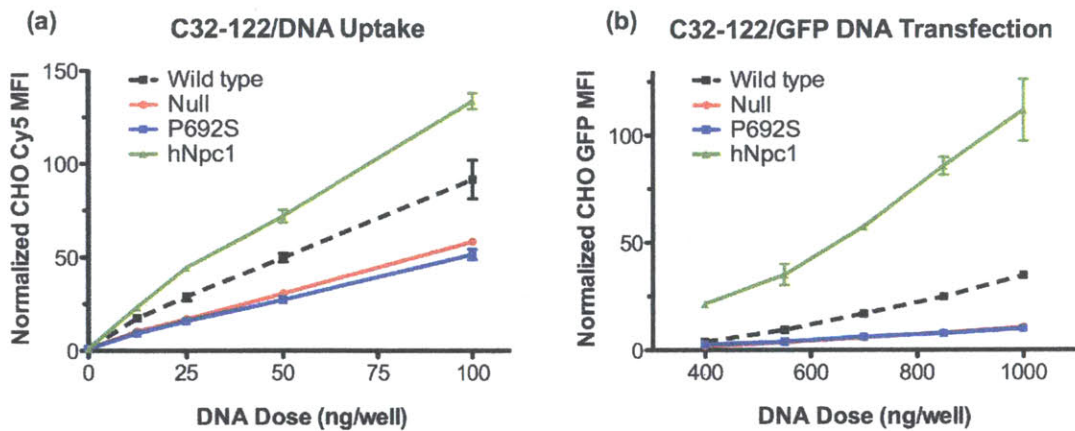 (a)
C32-122/DNA Uptake
Normalized CHO Cy5 MFI
150
100
50
0
Wild type
Null
P692S
hNpc1
0
25
50
75
100
DNA Dose (ng/well)
(b)
C32-122/GFP DNA Transfection
Normalized CHO GFP MFI
100
50
0
Wild type
Null
P692S
hNpc1
400
600
800
1000
DNA Dose (ng/well)